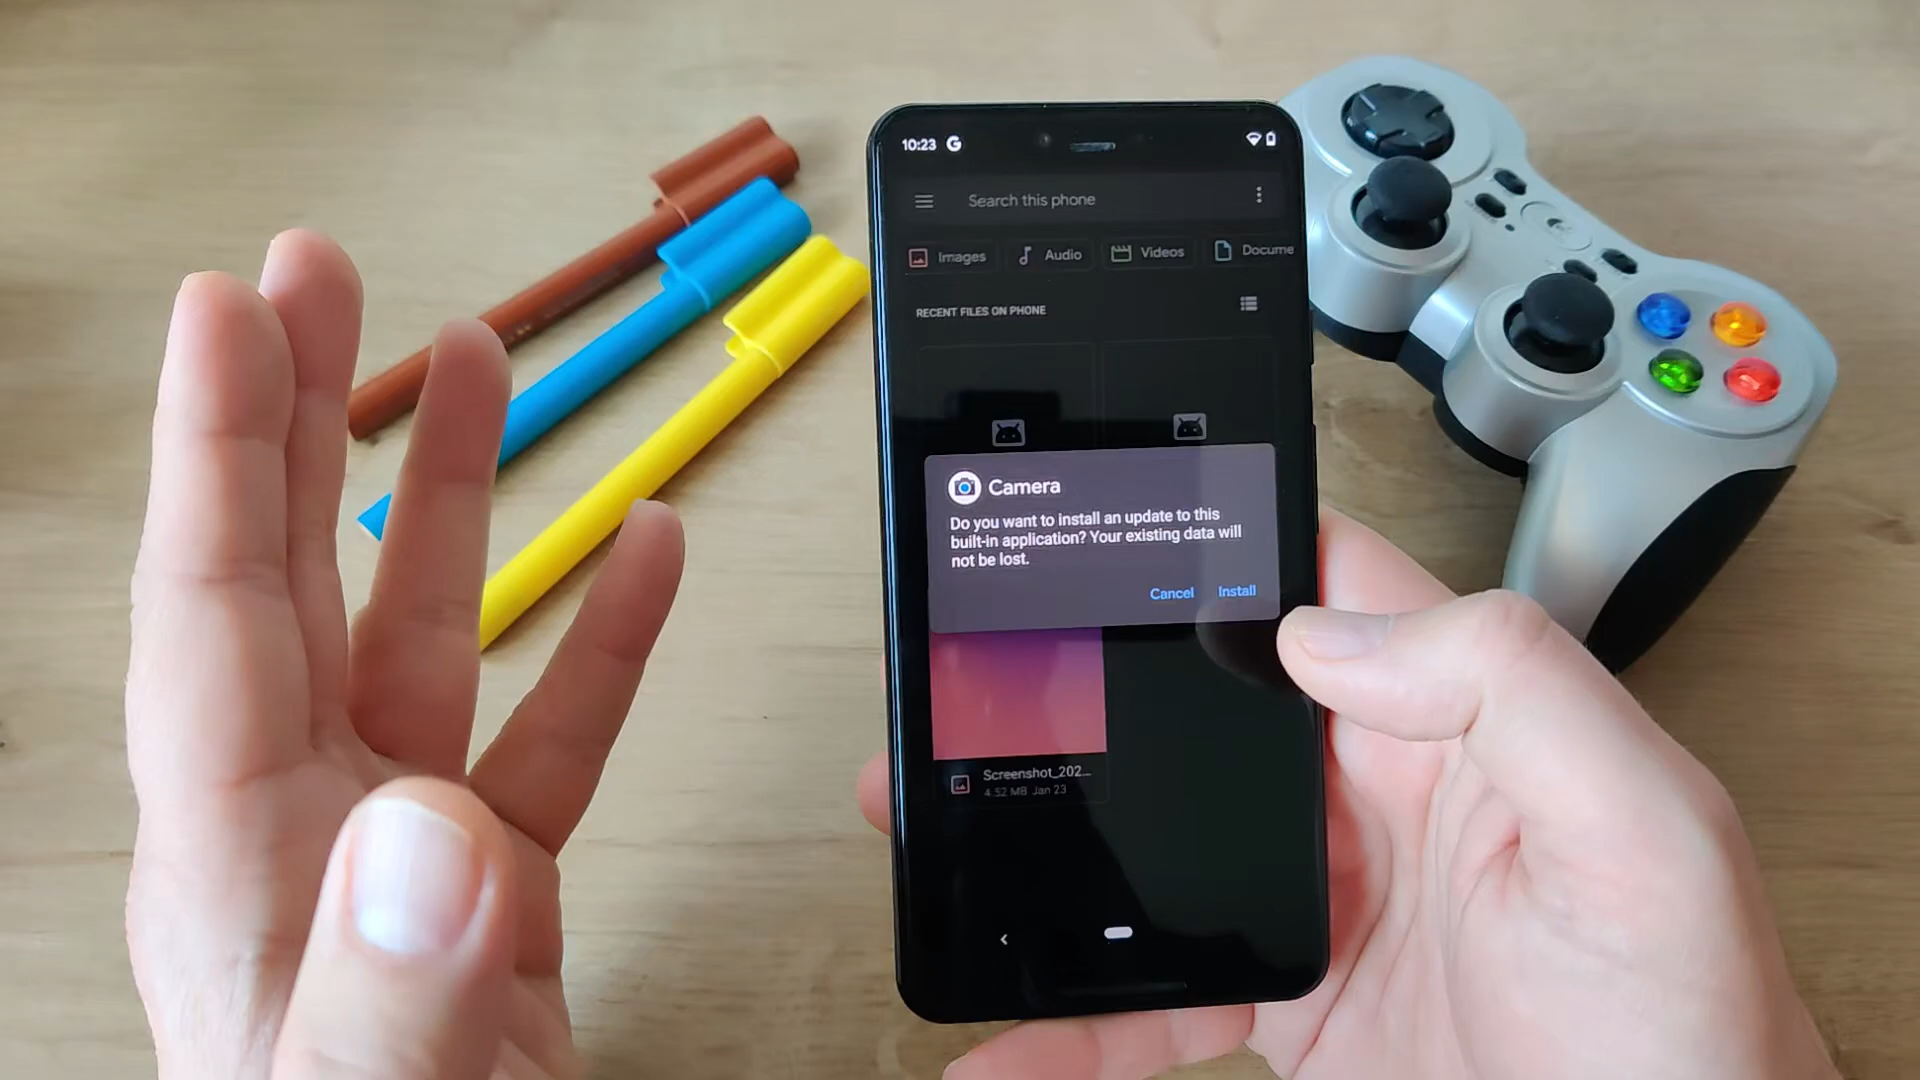 10:23 G
Search this phone
Images Audio Videos Docume
RECENT FILES ON PHONE
Camera
Do you want to install an update to this
built-in application? Your existing data will
not be lost.
Cancel Install
Screenshot_202...
4.52 MB Jan 23